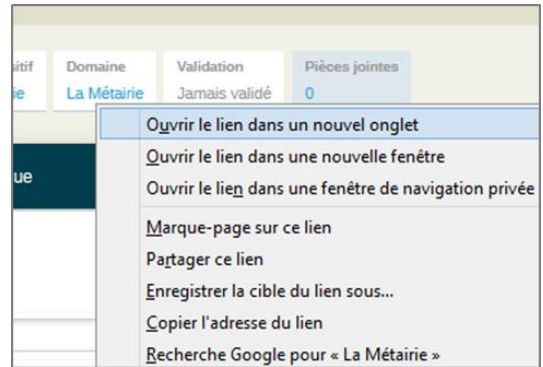 Domaine Validation Pièces jointes
La Métairie Jamais validé 0
Ouvrir le lien dans un nouvel onglet
Ouvrir le lien dans une nouvelle fenêtre
Ouvrir le lien dans une fenêtre de navigation privée
ue
Marque-page sur ce lien
Partager ce lien
Enregistrer la cible du lien sous...
Copier l'adresse du lien
Recherche Google pour « La Métairie »